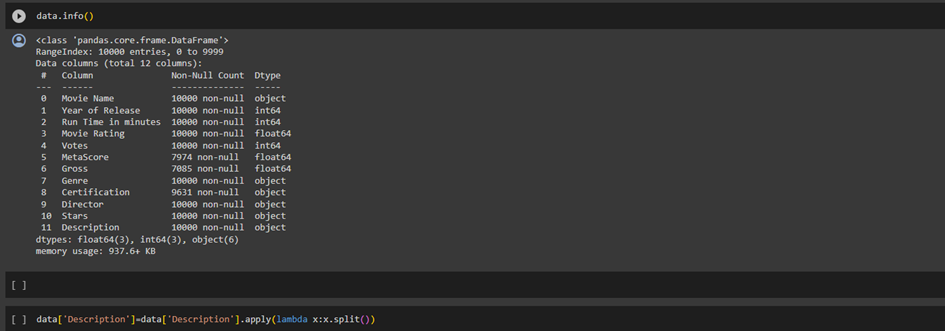 data.info()
<class 'pandas.core.frame.DataFrame'>
RangeIndex: 10000 entries, 0 to 9999
Data columns (total 12 columns):
 #   Column               Non-Null Count  Dtype
---  ------               --------------  -----
 0   Movie Name           10000 non-null  object
 1   Year of Release      10000 non-null  int64
 2   Run Time in minutes  10000 non-null  int64
 3   Movie Rating         10000 non-null  float64
 4   Votes                10000 non-null  int64
 5   MetaScore            7974 non-null   float64
 6   Gross                7085 non-null   float64
 7   Genre                10000 non-null  object
 8   Certification        9631 non-null   object
 9   Director             10000 non-null  object
 10  Stars                10000 non-null  object
 11  Description          10000 non-null  object
dtypes: float64(3), int64(3), object(6)
memory usage: 937.6+ KB
[ ]
[ ] data['Description']=data['Description'].apply(lambda x:x.split())